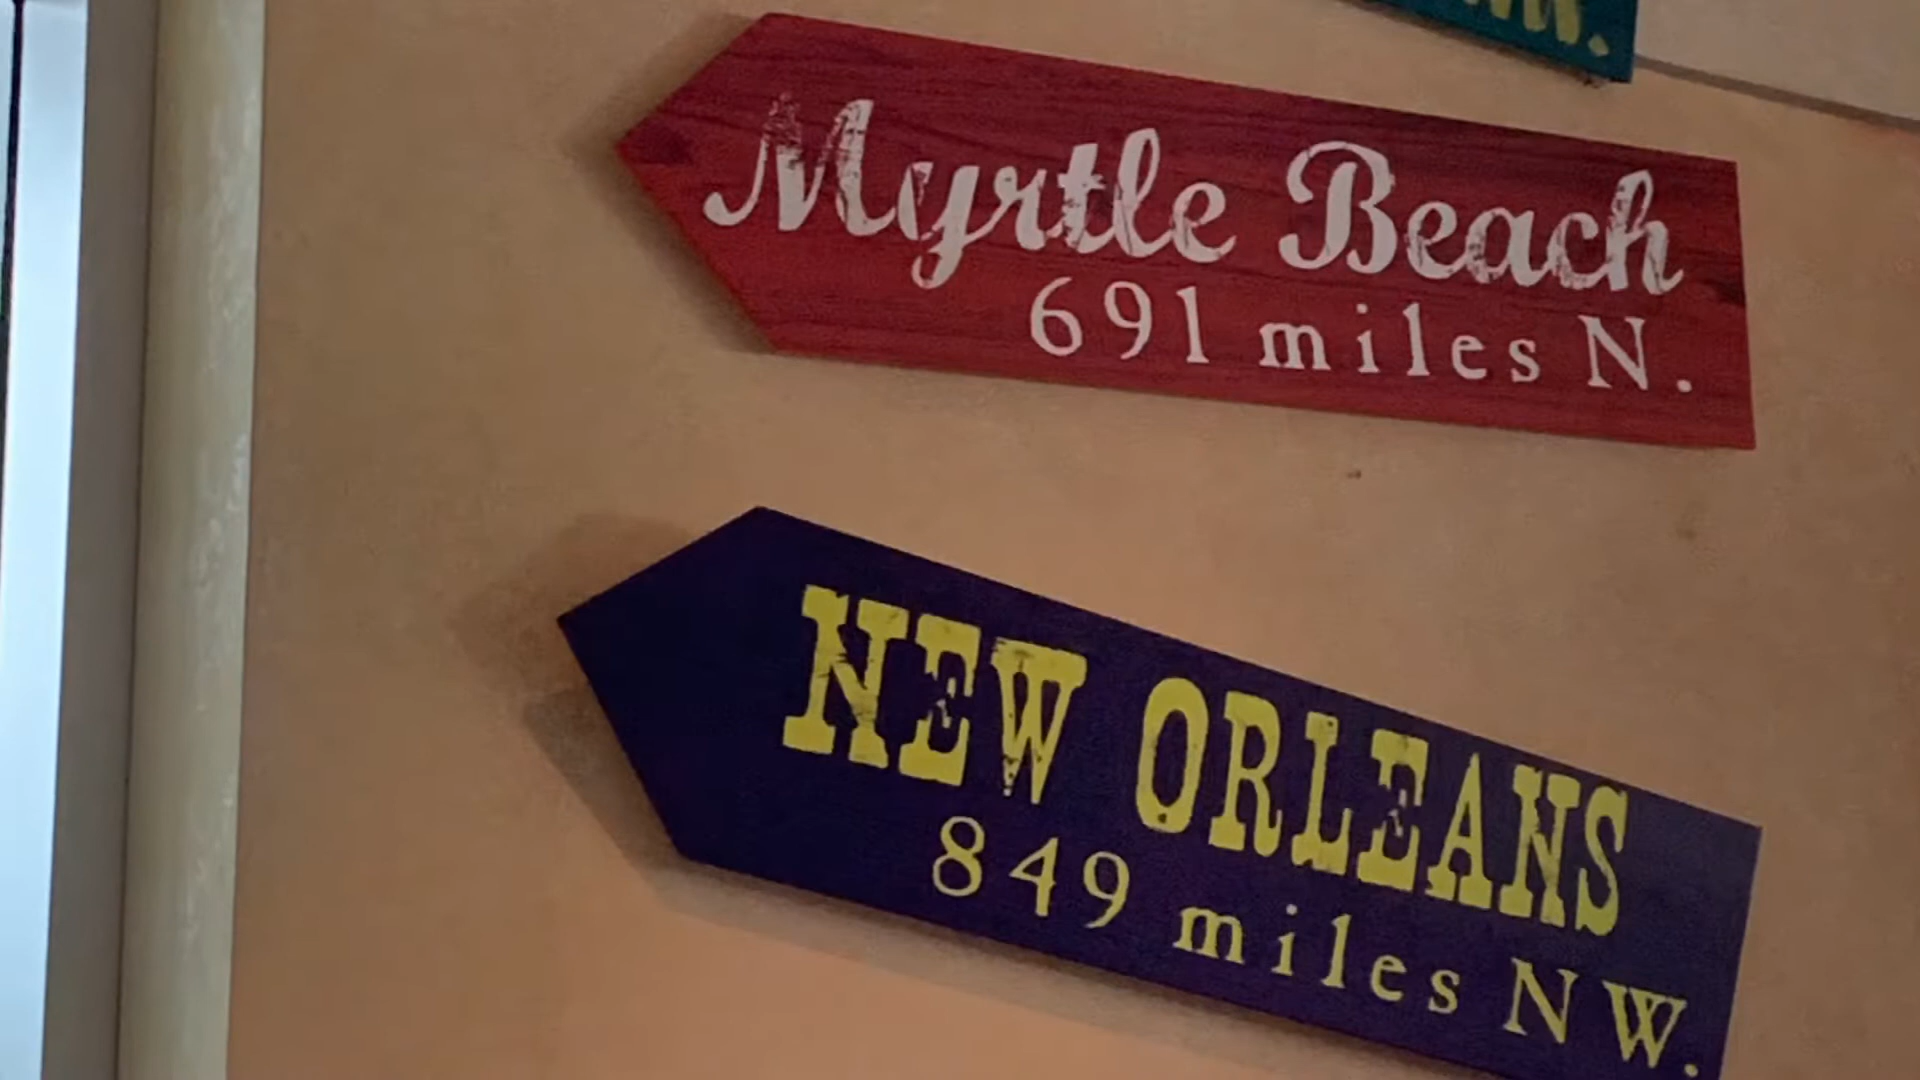 Myrtle Beach
691 miles N.
NEW ORLEANS
849 miles NW.